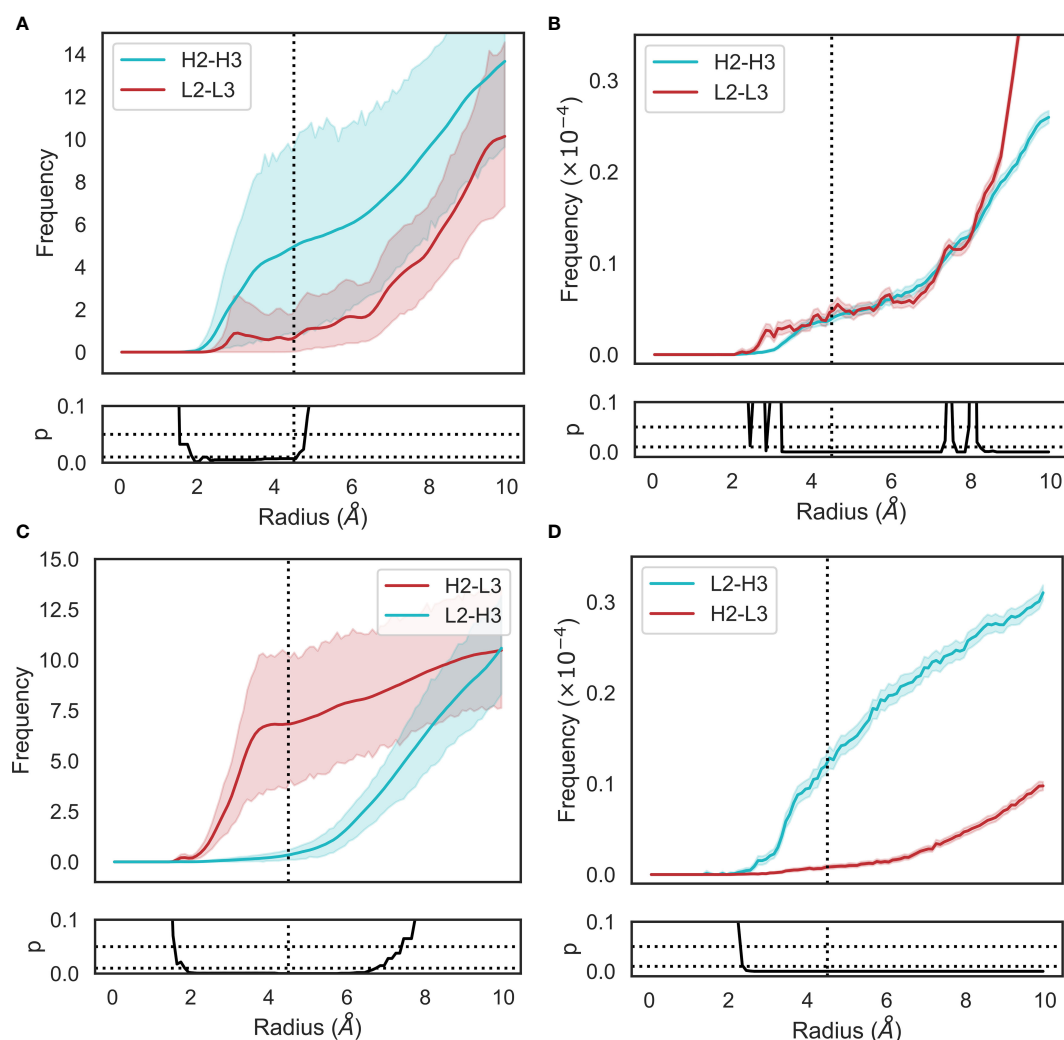 A
14
12
10
8
6
4
2
0
Frequency
H2-H3
L2-L3
0.1
0.0
p
0 2 4 6 8 10
Radius (Å)
B
0.3
0.2
0.1
0.0
Frequency (×10⁻⁴)
H2-H3
L2-L3
0.1
0.0
p
0 2 4 6 8 10
Radius (Å)
C
15.0
12.5
10.0
7.5
5.0
2.5
0.0
Frequency
H2-L3
L2-H3
0.1
0.0
p
0 2 4 6 8 10
Radius (Å)
D
0.3
0.2
0.1
0.0
Frequency (×10⁻⁴)
L2-H3
H2-L3
0.1
0.0
p
0 2 4 6 8 10
Radius (Å)